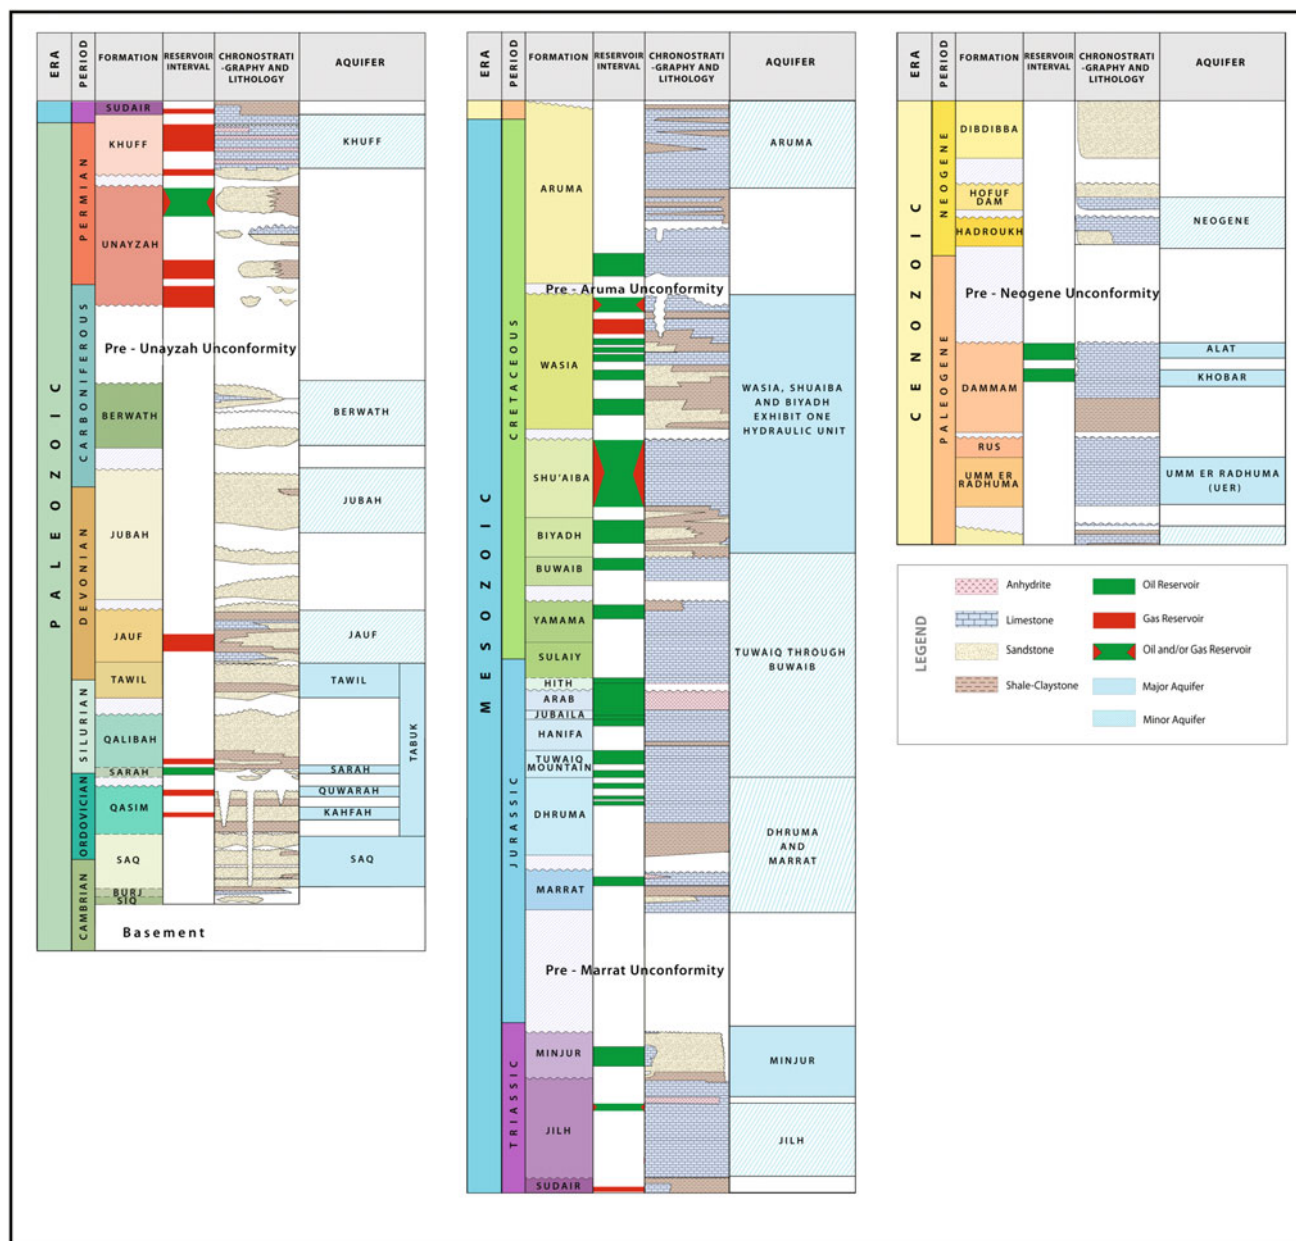 ERA
PERIOD
FORMATION
RESERVOIR
INTERVAL
CHRONOSTRATI
-GRAPHY AND
LITHOLOGY
AQUIFER
PALEOZOIC
PERMIAN
CARBONIFEROUS
DEVONIAN
SILURIAN
ORDOVICIAN
CAMBRIAN
SUDAIR
KHUFF
KHUFF
UNAYZAH
Pre - Unayzah Unconformity
BERWATH
BERWATH
JUBAH
JUBAH
JAUF
JAUF
TAWIL
TAWIL
TABUK
QALIBAH
SARAH
SARAH
QUWARAH
QASIM
KAHFAH
SAQ
SAQ
BURJ
SIQ
Basement
ERA
PERIOD
FORMATION
RESERVOIR
INTERVAL
CHRONOSTRATI
-GRAPHY AND
LITHOLOGY
AQUIFER
MESOZOIC
CRETACEOUS
JURASSIC
TRIASSIC
ARUMA
ARUMA
Pre - Aruma Unconformity
WASIA
WASIA, SHUAIBA
AND BIYADH
EXHIBIT ONE
HYDRAULIC UNIT
SHU'AIBA
BIYADH
BUWAIB
YAMAMA
SULAIY
TUWAIQ THROUGH
BUWAIB
HITH
ARAB
JUBAILA
HANIFA
TUWAIQ
MOUNTAIN
DHRUMA
DHRUMA
AND
MARRAT
MARRAT
Pre - Marrat Unconformity
MINJUR
MINJUR
JILH
JILH
SUDAIR
ERA
PERIOD
FORMATION
RESERVOIR
INTERVAL
CHRONOSTRATI
-GRAPHY AND
LITHOLOGY
AQUIFER
CENOZOIC
NEOGENE
PALEOGENE
DIBDIBBA
HOFUF
DAM
NEOGENE
HADROUKH
Pre - Neogene Unconformity
ALAT
KHOBAR
DAMMAM
RUS
UMM ER
RADHUMA
UMM ER RADHUMA
(UER)
LEGEND
Anhydrite
Limestone
Sandstone
Shale-Claystone
Oil Reservoir
Gas Reservoir
Oil and/or Gas Reservoir
Major Aquifer
Minor Aquifer